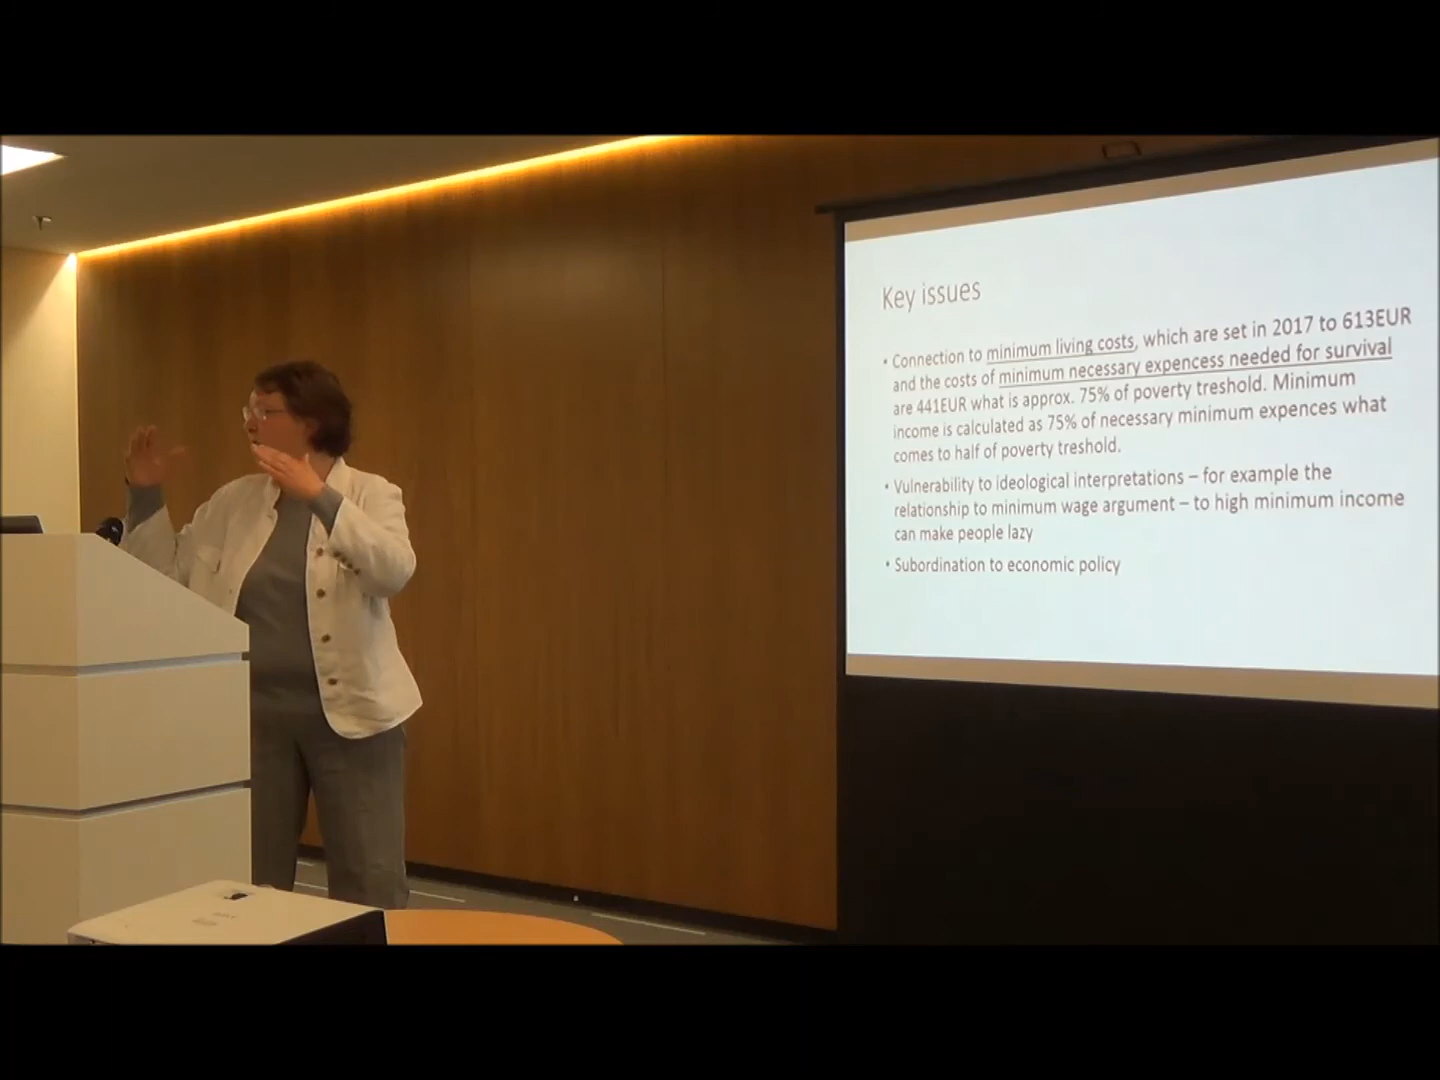 Key issues
• Connection to minimum living costs, which are set in 2017 to 613EUR
and the costs of minimum necessary expencess needed for survival
are 441EUR what is approx. 75% of poverty treshold. Minimum
income is calculated as 75% of necessary minimum expences what
comes to half of poverty treshold.
• Vulnerability to ideological interpretations – for example the
relationship to minimum wage argument – to high minimum income
can make people lazy
• Subordination to economic policy